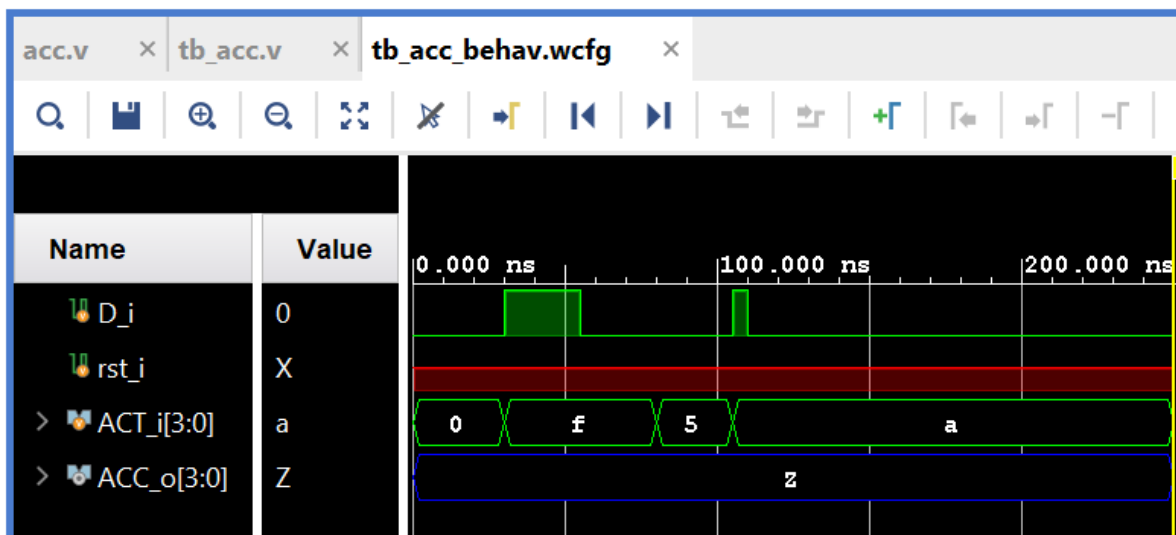 acc.v × tb_acc.v × tb_acc_behav.wcfg ×
Name Value
0.000 ns 100.000 ns 200.000 ns
D_i 0
rst_i X
ACT_i[3:0] a 0 f 5 a
ACC_o[3:0] Z Z